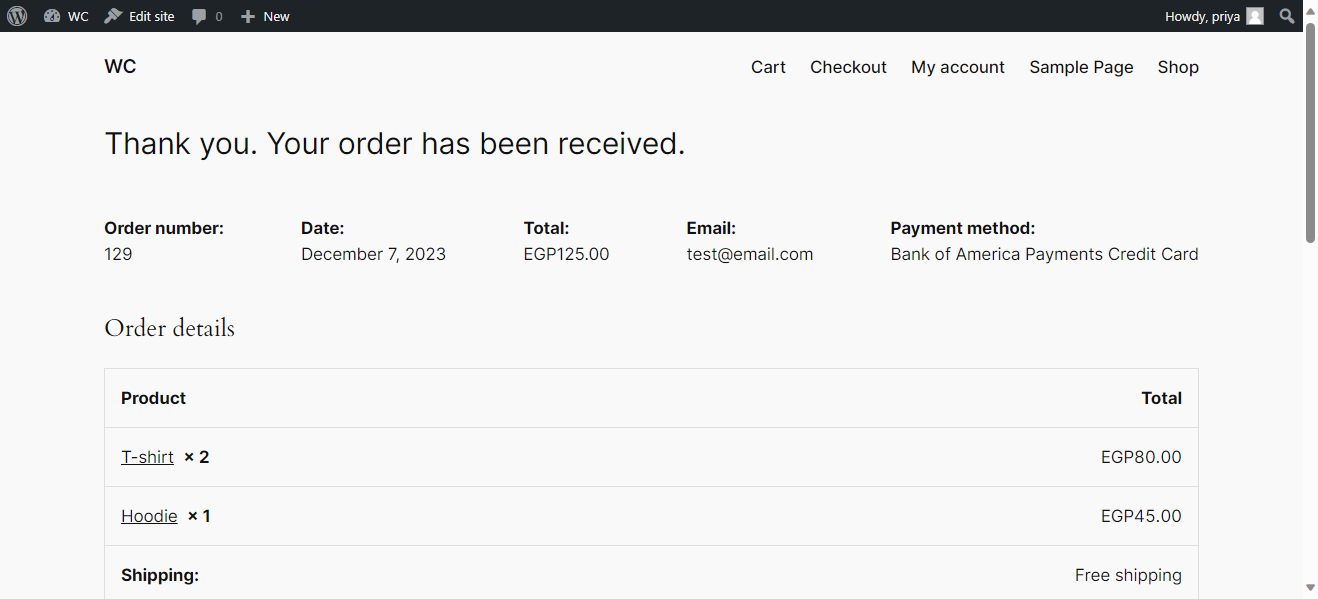 WC Edit site 0 New Howdy, priya
WC Cart Checkout My account Sample Page Shop
Thank you. Your order has been received.
Order number: Date: Total: Email: Payment method:
129 December 7, 2023 EGP125.00 test@email.com Bank of America Payments Credit Card
Order details
Product Total
T-shirt × 2 EGP80.00
Hoodie × 1 EGP45.00
Shipping: Free shipping